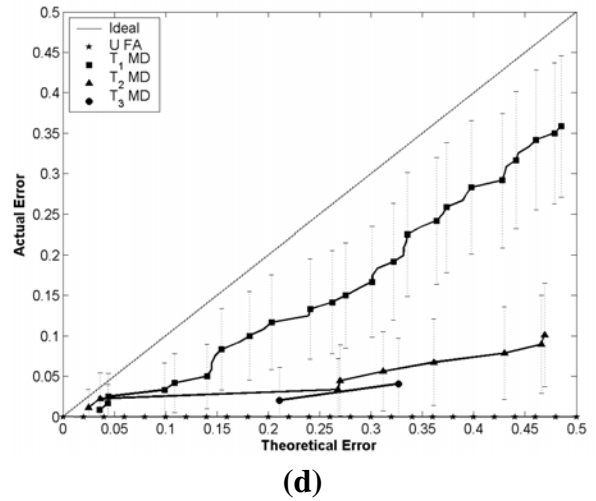 Ideal
U FA
T1 MD
T2 MD
T3 MD
0.5
0.45
0.4
0.35
0.3
0.25
0.2
0.15
0.1
0.05
0
Actual Error
0 0.05 0.1 0.15 0.2 0.25 0.3 0.35 0.4 0.45 0.5
Theoretical Error
(d)